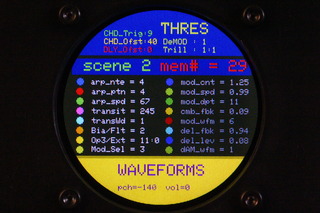 THRES
CHD_Trig:9
CHD_Ofst:40 DeMOD : 1
DLY_Ofst:0 Trill : 1:1
scene 2 mem# = 29
arp_nte = 4 mod_cnt = 1.25
arp_ptn = 4 mod_spd = 0.99
arp_spd = 67 mod_dpt = 11
transit = 245 cmb_fbk = 0.09
transWd = 1 mod_wfm = 6
Bia/Flt = 2 del_fbk = 0.94
Op3/Ext = 11:0 del_lev = 0.08
Mod_Sel = 3 dAM_wfm = 1
WAVEFORMS
pch=-140 vol=0